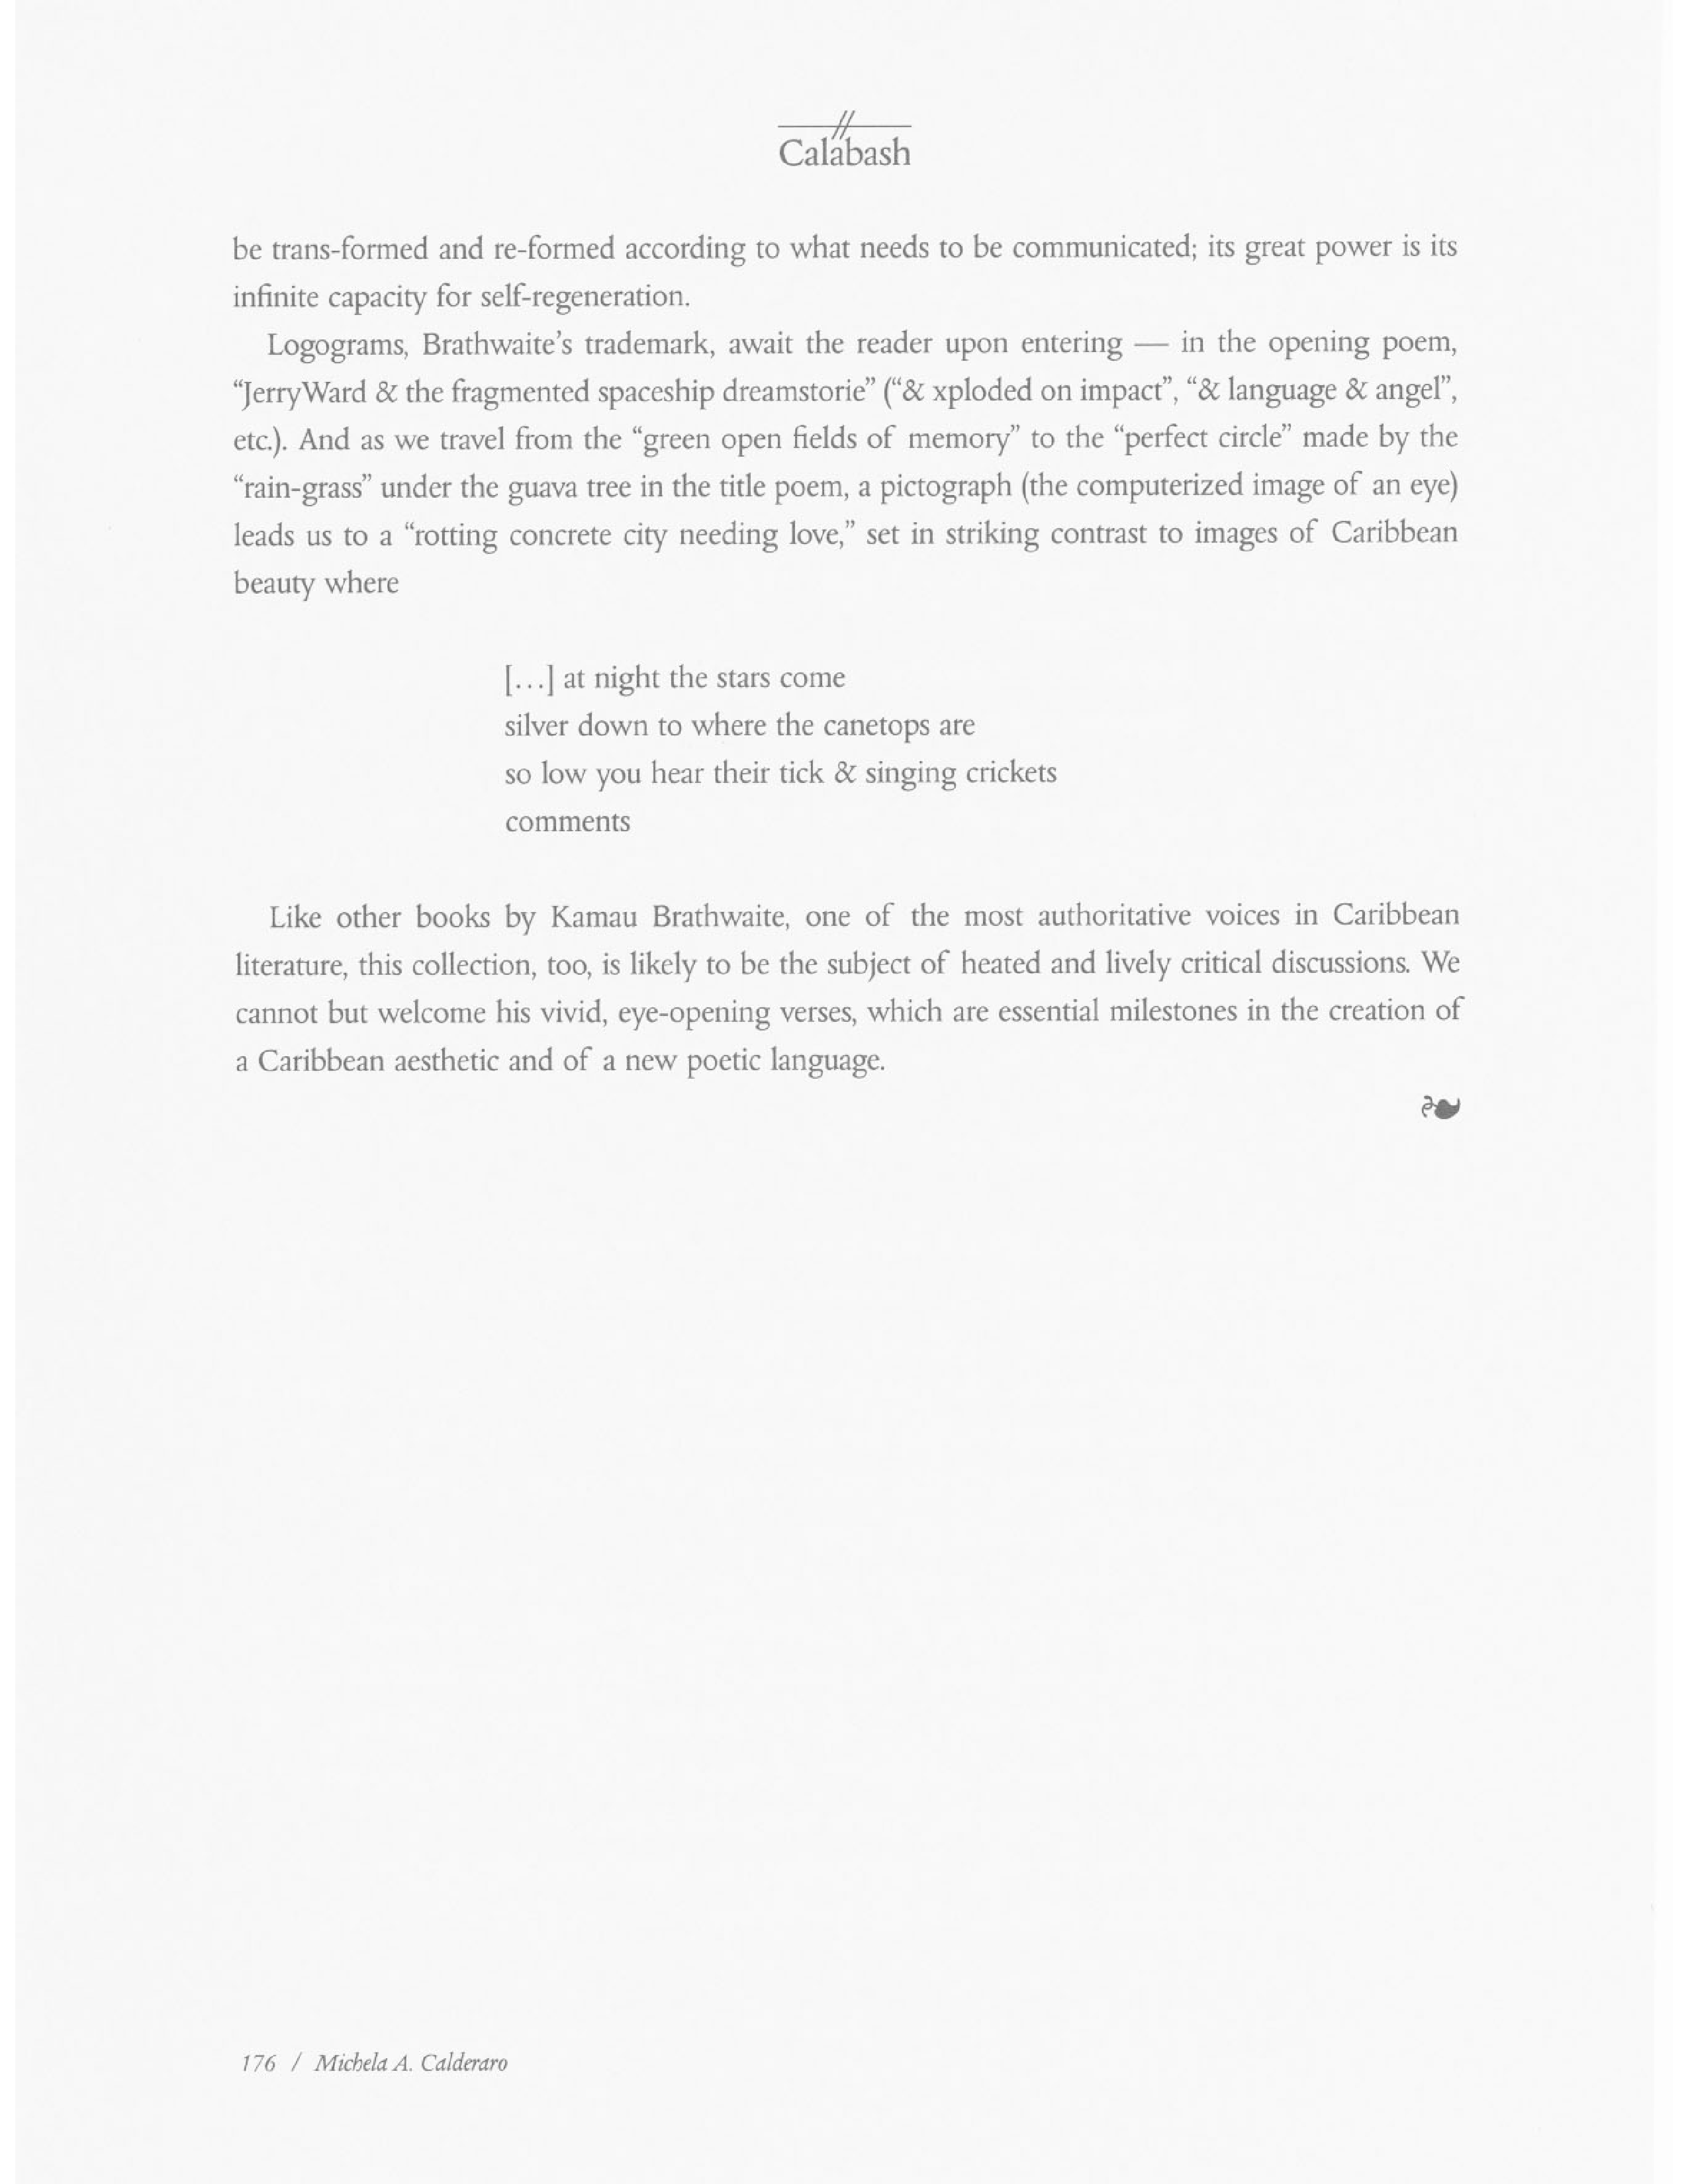 Calabash
be trans-formed and re-formed according to what needs to be communicated; its great power is its
infinite capacity for self-regeneration.
Logograms, Brathwaite's trademark, await the reader upon entering — in the opening poem,
“JerryWard & the fragmented spaceship dreamstorie” (“& xploded on impact”, “& language & angel”,
etc.). And as we travel from the “green open fields of memory” to the “perfect circle” made by the
“rain-grass” under the guava tree in the title poem, a pictograph (the computerized image of an eye)
leads us to a “rotting concrete city needing love,” set in striking contrast to images of Caribbean
beauty where
[…] at night the stars come
silver down to where the canetops are
so low you hear their tick & singing crickets
comments
Like other books by Kamau Brathwaite, one of the most authoritative voices in Caribbean
literature, this collection, too, is likely to be the subject of heated and lively critical discussions. We
cannot but welcome his vivid, eye-opening verses, which are essential milestones in the creation of
a Caribbean aesthetic and of a new poetic language.
176 / Michela A. Calderaro